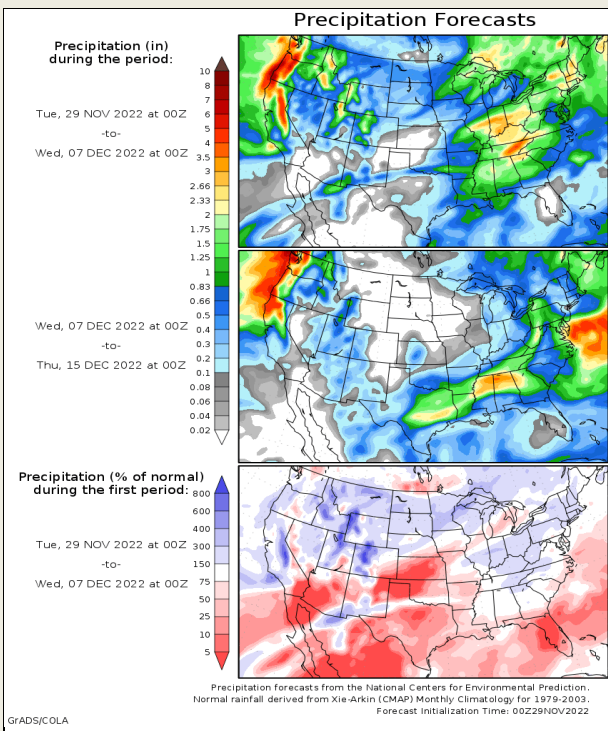 Precipitation Forecasts
Precipitation (in)
during the period:
Tue, 29 NOV 2022 at 00Z
-to-
Wed, 07 DEC 2022 at 00Z
10
8
7
6
5
4
3.5
3
2.66
2.33
2
1.75
1.5
1.25
1
0.83
0.66
0.5
0.4
0.3
0.2
0.1
0.08
0.06
0.04
0.02
Wed, 07 DEC 2022 at 00Z
-to-
Thu, 15 DEC 2022 at 00Z
Precipitation (% of normal)
during the first period:
Tue, 29 NOV 2022 at 00Z
-to-
Wed, 07 DEC 2022 at 00Z
800
600
400
300
150
75
50
25
10
5
Precipitation forecasts from the National Centers for Environmental Prediction.
Normal rainfall derived from Xie-Arkin (CMAP) Monthly Climatology for 1979-2003.
Forecast Initialization Time: 00Z29NOV2022
GrADS/COLA